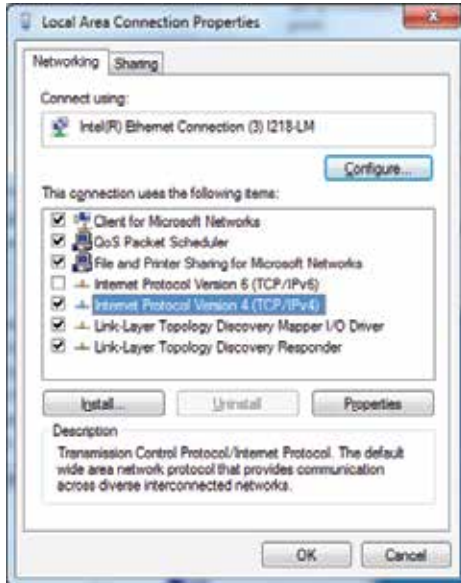 Local Area Connection Properties
Networking Sharing
Connect using:
Intel(R) Ethernet Connection (3) I218-LM
Configure...
This connection uses the following items:
Client for Microsoft Networks
QoS Packet Scheduler
File and Printer Sharing for Microsoft Networks
Internet Protocol Version 6 (TCP/IPv6)
Internet Protocol Version 4 (TCP/IPv4)
Link-Layer Topology Discovery Mapper I/O Driver
Link-Layer Topology Discovery Responder
Install... Uninstall Properties
Description
Transmission Control Protocol/Internet Protocol. The default
wide area network protocol that provides communication
across diverse interconnected networks.
OK Cancel